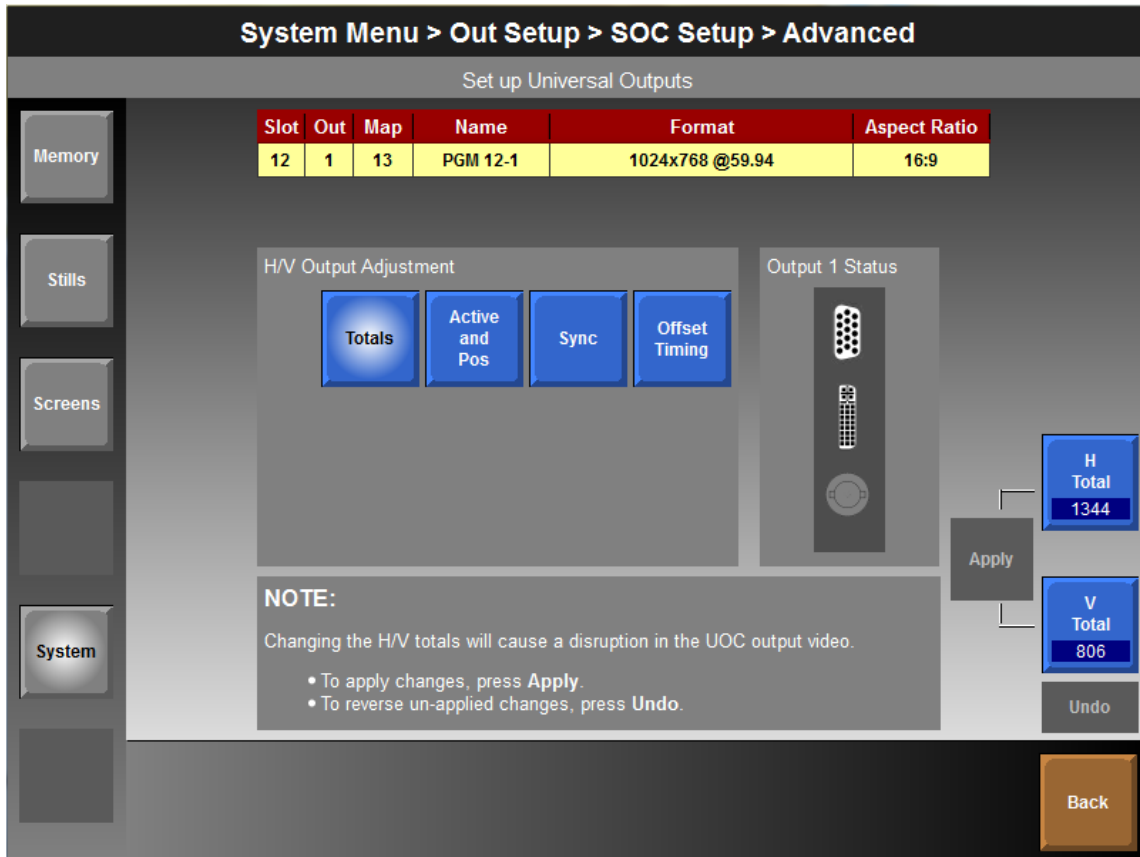 System Menu > Out Setup > SOC Setup > Advanced
Set up Universal Outputs
Slot Out Map Name Format Aspect Ratio
12 1 13 PGM 12-1 1024x768 @59.94 16:9
Memory
Stills
Screens
System
H/V Output Adjustment
Totals
Active
and
Pos
Sync
Offset
Timing
Output 1 Status
NOTE:
Changing the H/V totals will cause a disruption in the UOC output video.
• To apply changes, press Apply.
• To reverse un-applied changes, press Undo.
H
Total
1344
Apply
V
Total
806
Undo
Back